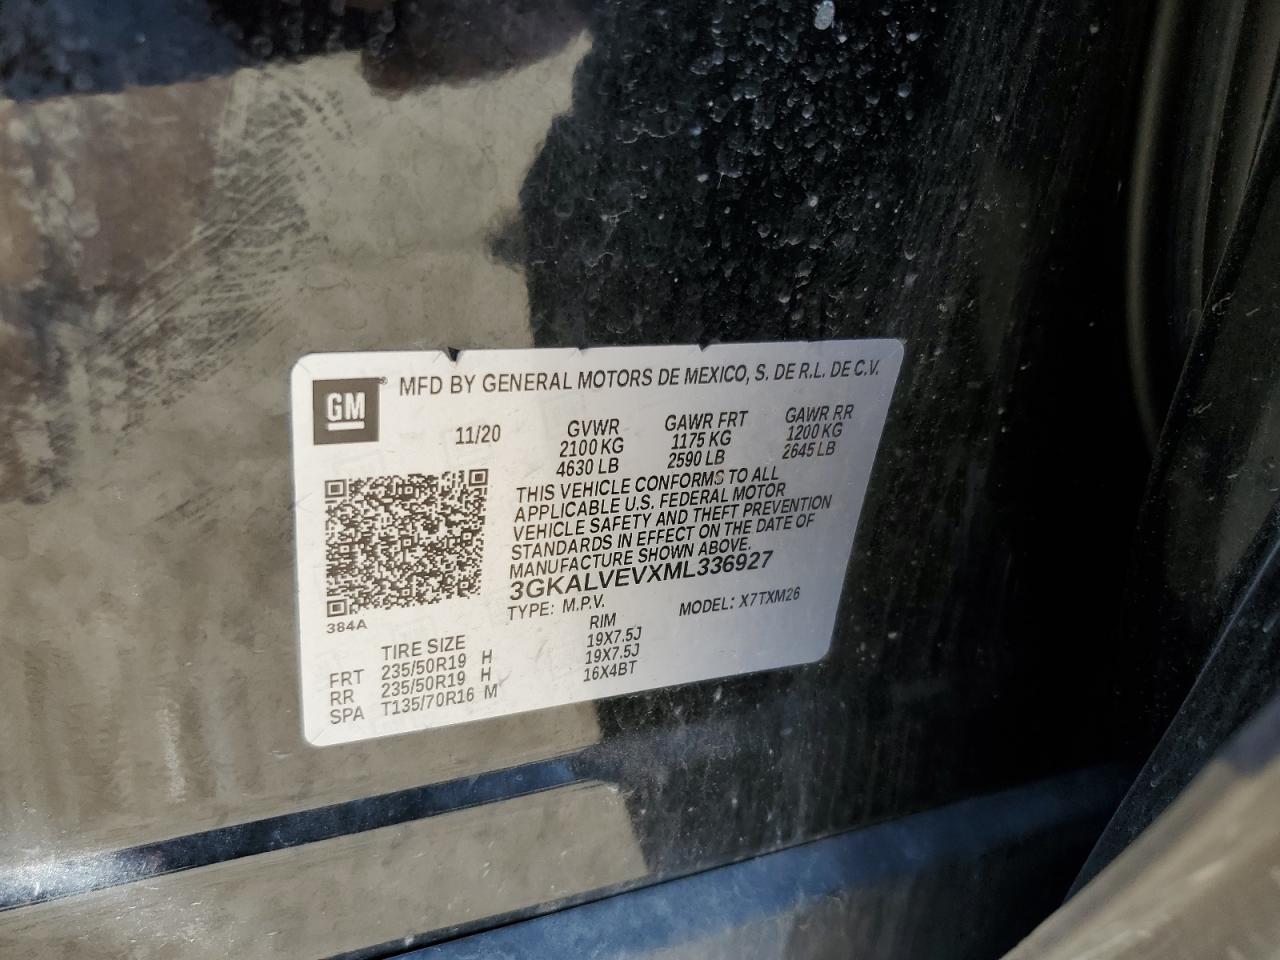 GM ® MFD BY GENERAL MOTORS DE MEXICO, S. DE R.L. DE C.V.
11/20 GVWR GAWR FRT GAWR RR
2100 KG 1175 KG 1200 KG
4630 LB 2590 LB 2645 LB
THIS VEHICLE CONFORMS TO ALL
APPLICABLE U.S. FEDERAL MOTOR
VEHICLE SAFETY AND THEFT PREVENTION
STANDARDS IN EFFECT ON THE DATE OF
MANUFACTURE SHOWN ABOVE.
3GKALVEVXML336927
TYPE: M.P.V. MODEL: X7TXM26
384A
TIRE SIZE RIM
FRT 235/50R19 H 19X7.5J
RR 235/50R19 H 19X7.5J
SPA T135/70R16 M 16X4BT